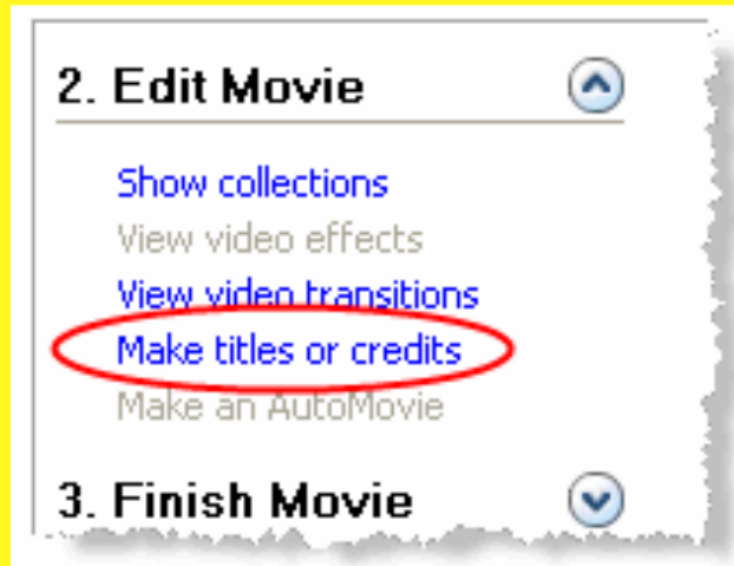 2. Edit Movie
Show collections
View video effects
View video transitions
Make titles or credits
Make an AutoMovie
3. Finish Movie